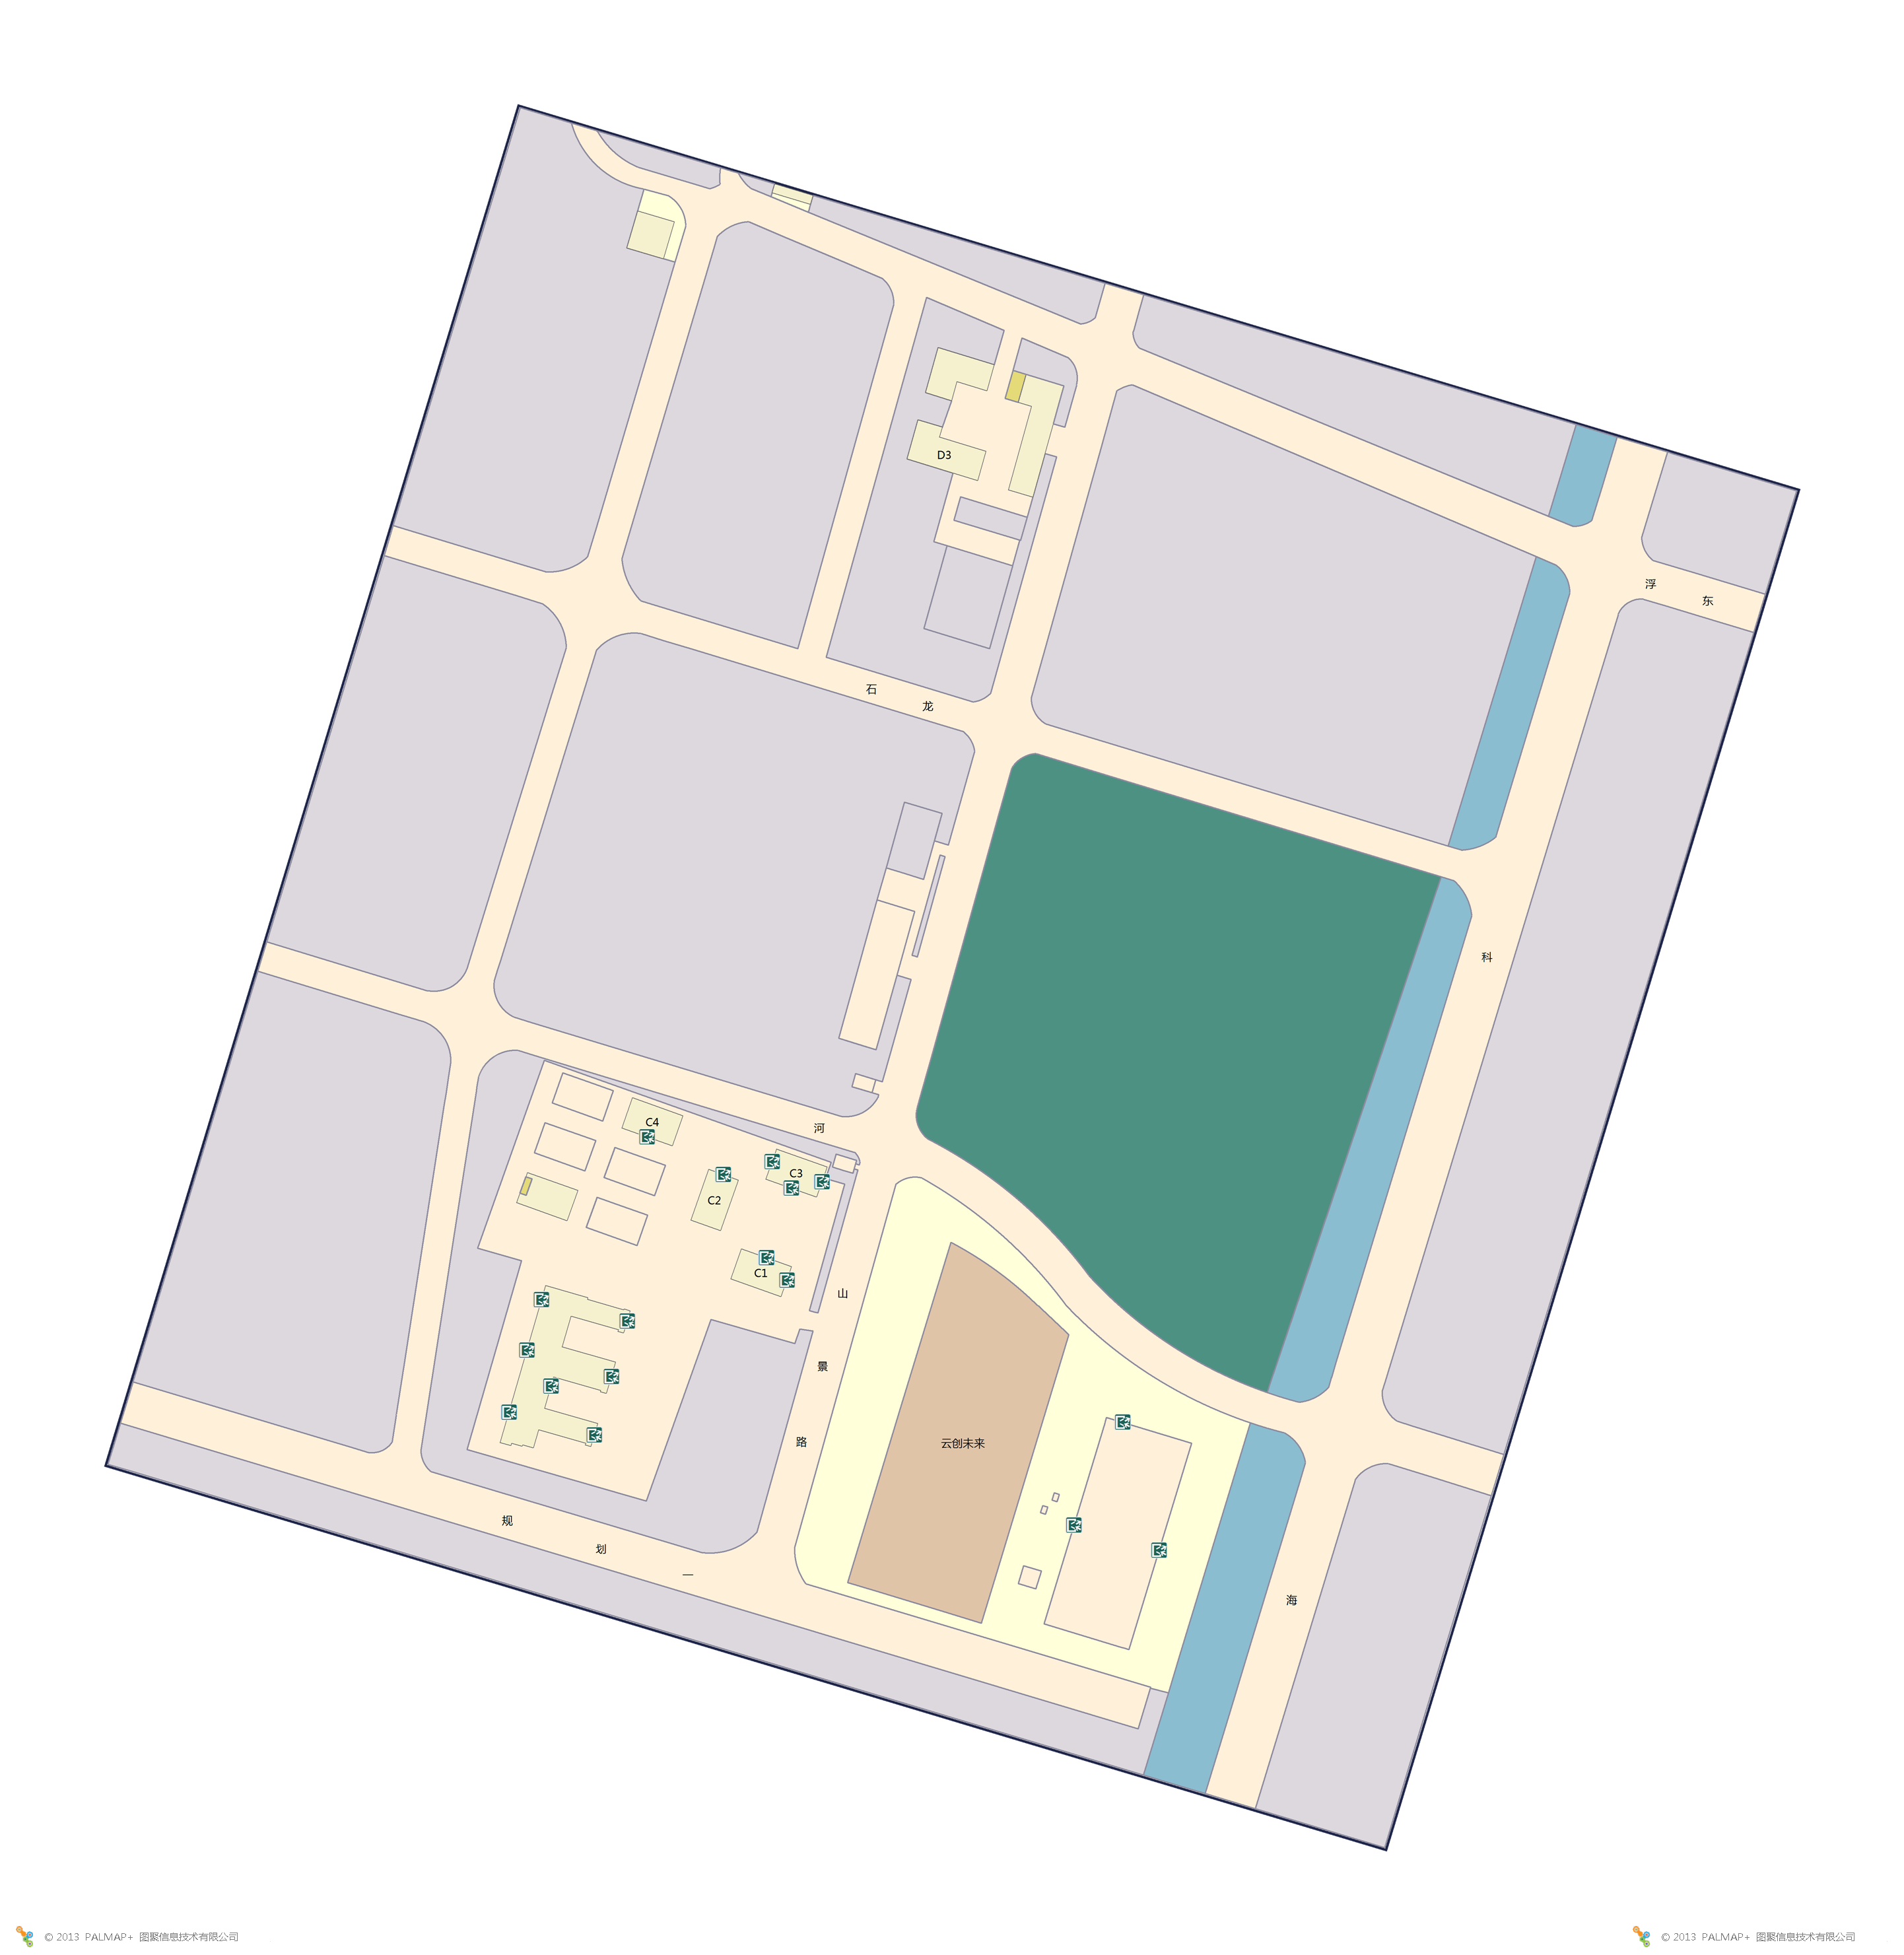 浮
东
D3
石
龙
科
C4
河
C3
C2
C1
山
景
路
云创未来
规
划
一
海
© 2013 PALMAP+ 图聚信息技术有限公司
© 2013 PALMAP+ 图聚信息技术有限公司